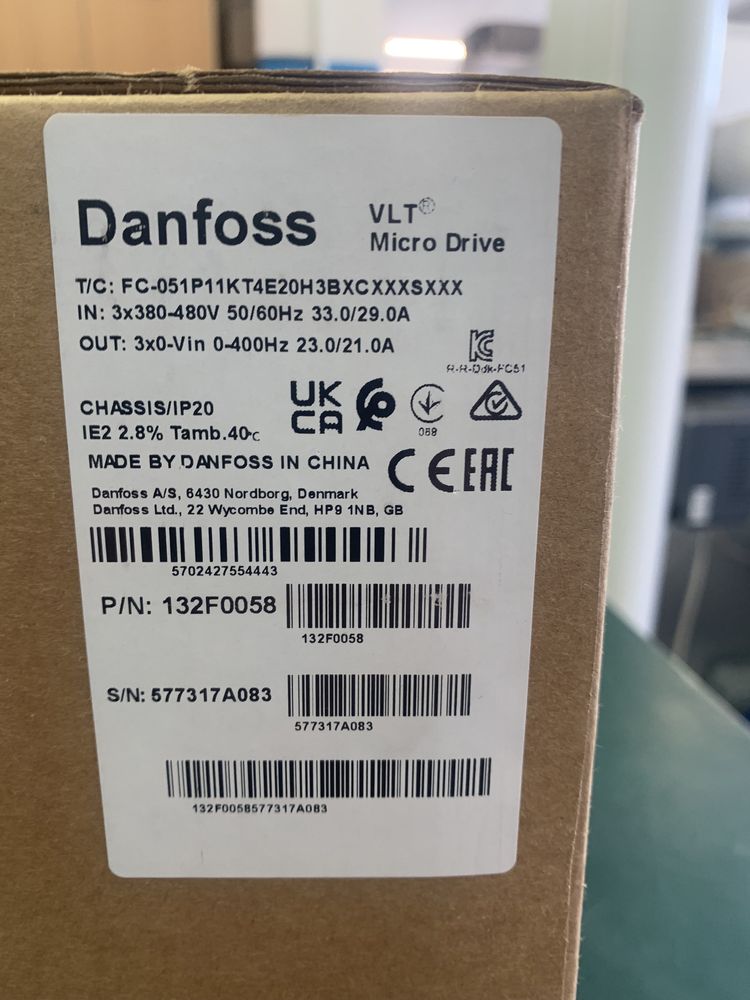 Danfoss
VLT®
Micro Drive
T/C: FC-051P11KT4E20H3BXCXXXSXXX
IN: 3x380-480V 50/60Hz 33.0/29.0A
OUT: 3x0-Vin 0-400Hz 23.0/21.0A
R-R-Ddk-FC51
CHASSIS/IP20
IE2 2.8% Tamb.40°C
UK
CA
089
MADE BY DANFOSS IN CHINA
CE EAC
Danfoss A/S, 6430 Nordborg, Denmark
Danfoss Ltd., 22 Wycombe End, HP9 1NB, GB
5702427554443
P/N: 132F0058
132F0058
S/N: 577317A083
577317A083
132F0058577317A083